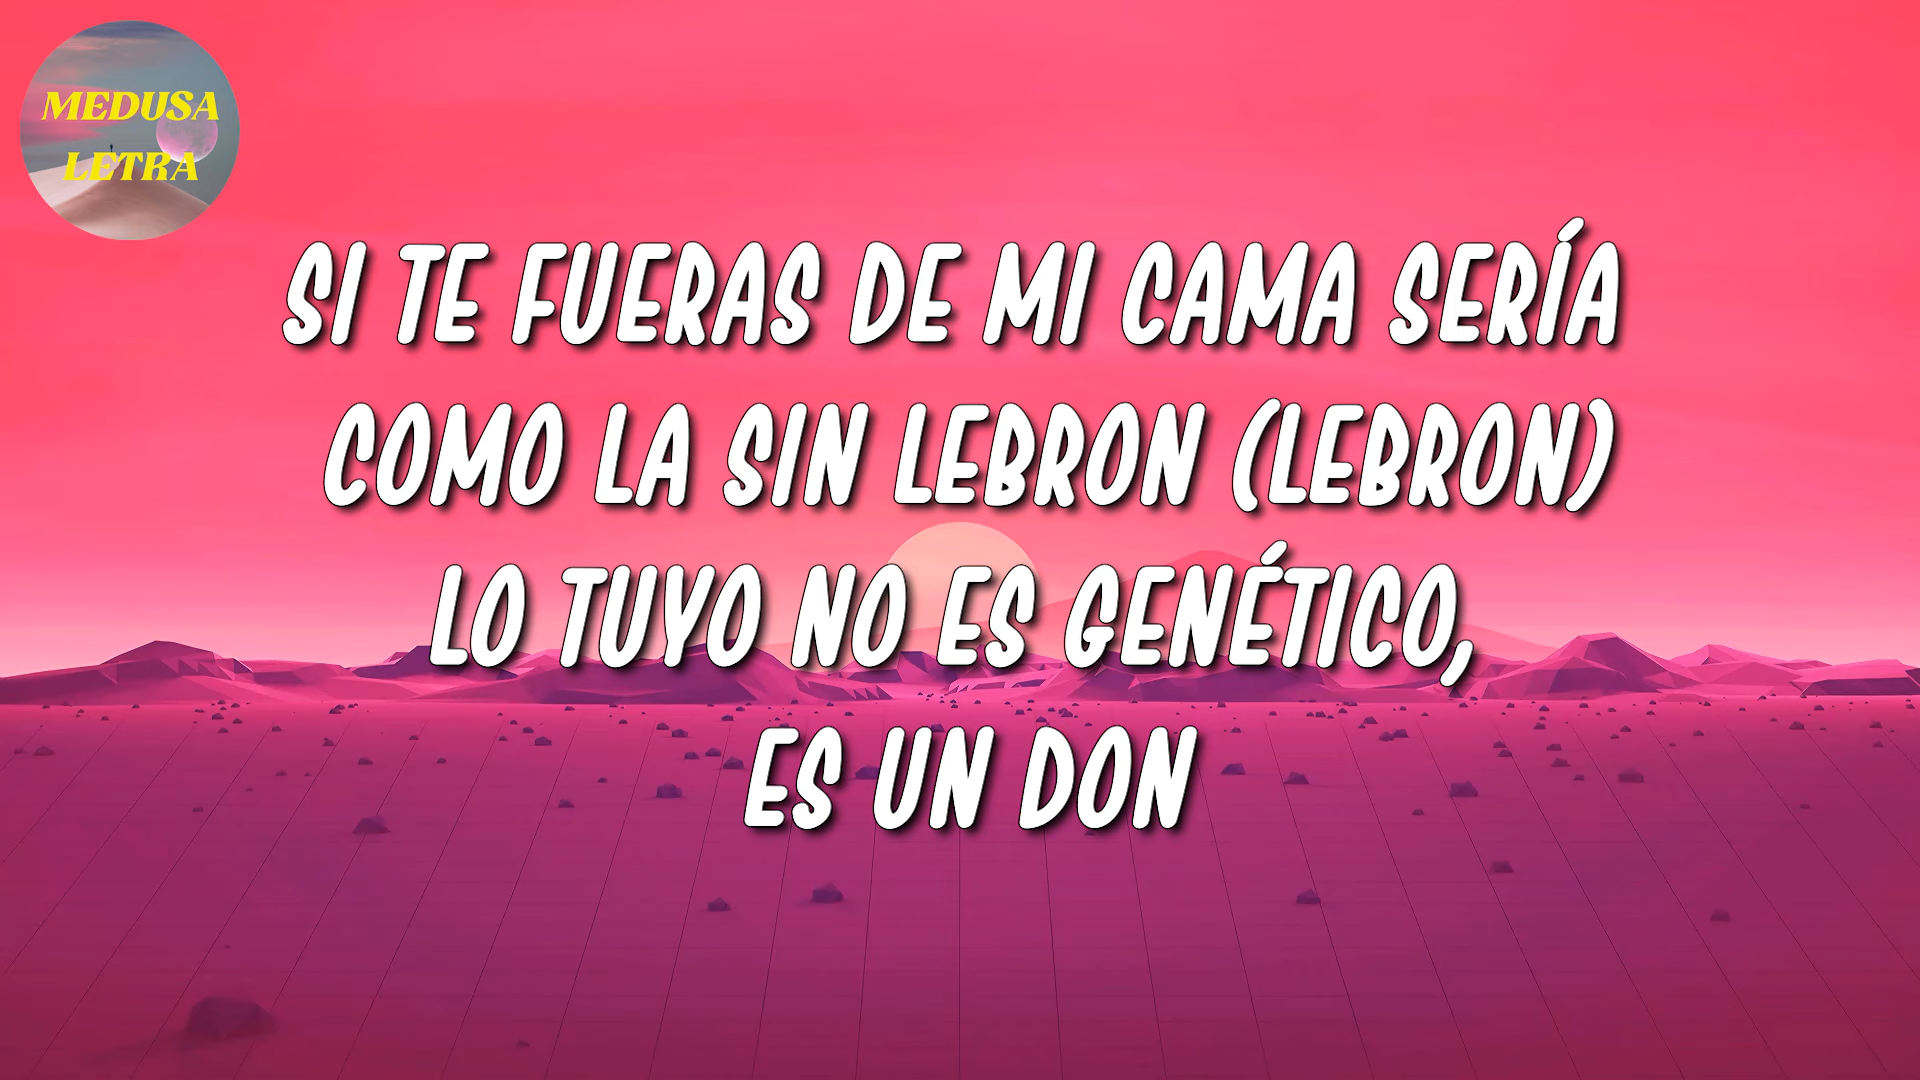 MEDUSA
LETRA
SI TE FUERAS DE MI CAMA SERÍA
COMO LA SIN LEBRON (LEBRON)
LO TUYO NO ES GENÉTICO,
ES UN DON